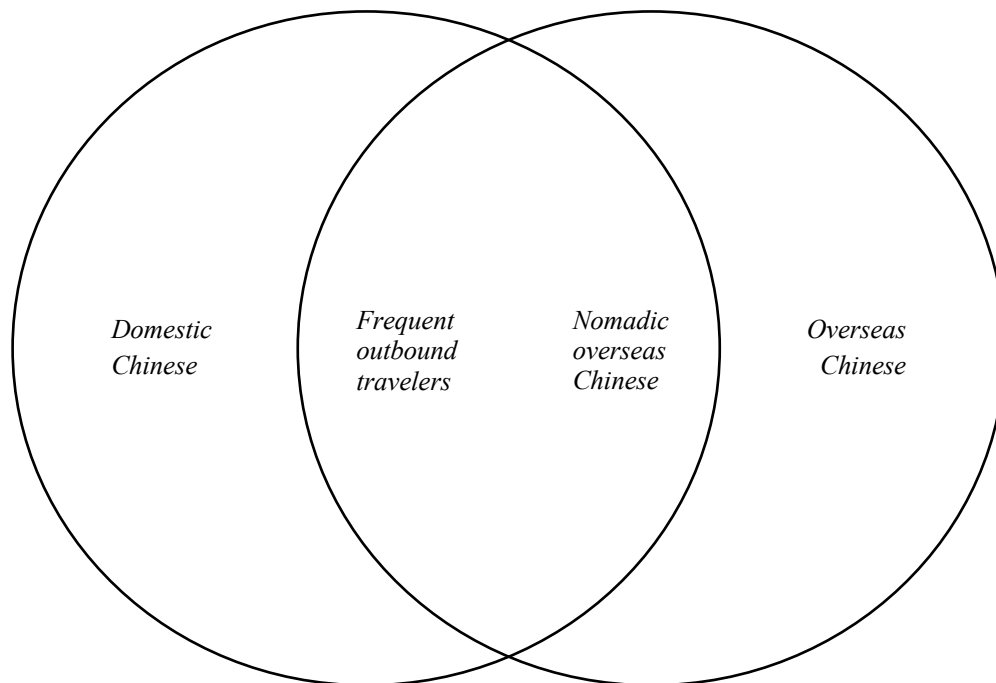 Domestic
Chinese
Frequent
outbound
travelers
Nomadic
overseas
Chinese
Overseas
Chinese